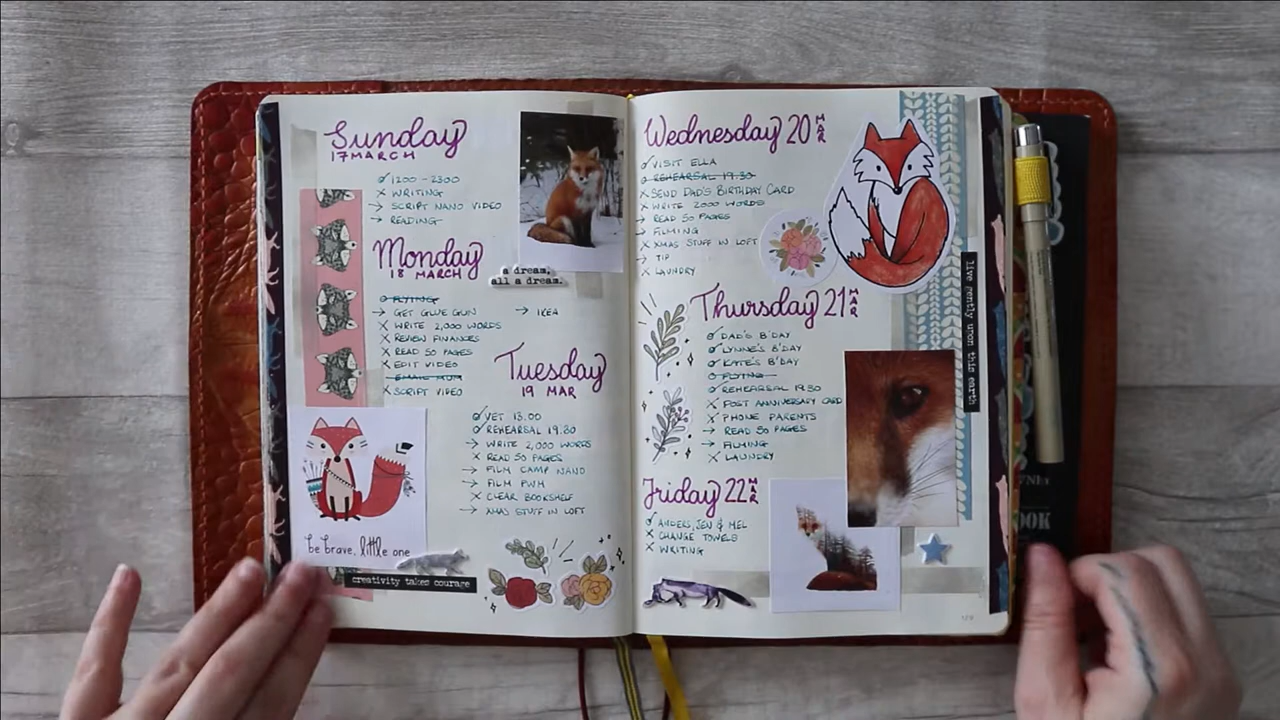 Sunday
17 MARCH
1200 - 2300
X WRITING
→ SCRIPT NANO VIDEO
→ READING
Monday
18 MARCH
FLYING
→ GET GLUE GUN → IKEA
X WRITE 2,000 WORDS
X REVIEW FINANCES
X READ 50 PAGES
X EDIT VIDEO
EMAIL MUM
X SCRIPT VIDEO
a dream,
all a dream.
Tuesday
19 MAR
VET 13.00
REHEARSAL 19.30
→ WRITE 2,000 WORDS
X READ 50 PAGES
→ FILM CAMP NANO
→ FILM PWM
X CLEAR BOOKSHELF
→ XMAS STUFF IN LOFT
be brave, little one
creativity takes courage
Wednesday 20 MAR
VISIT ELLA
REHEARSAL 19.30
X SEND DAD'S BIRTHDAY CARD
X WRITE 2000 WORDS
→ READ 50 PAGES
→ FILMING
X XMAS STUFF IN LOFT
→ TIP
X LAUNDRY
Thursday 21 MAR
DAD'S B'DAY
LYNNE'S B'DAY
KATE'S B'DAY
FLYING
REHEARSAL 19.30
X POST ANNIVERSARY CARD
X PHONE PARENTS
→ READ 50 PAGES
→ FILMING
X LAUNDRY
live gently upon this earth
Friday 22 MAR
ANDERS, JEN & MEL
X CHANGE TOWELS
X WRITING